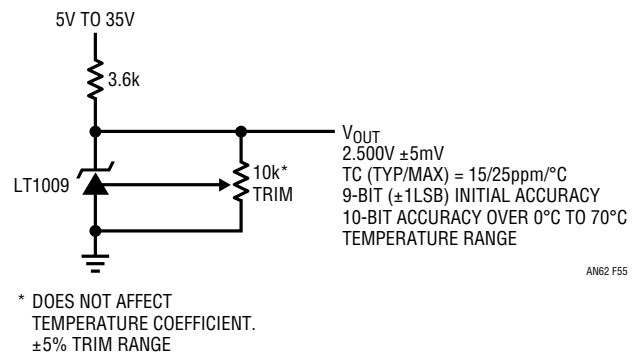 5V TO 35V
3.6k
LT1009
10k*
TRIM
VOUT
2.500V ±5mV
TC (TYP/MAX) = 15/25ppm/°C
9-BIT (±1LSB) INITIAL ACCURACY
10-BIT ACCURACY OVER 0°C TO 70°C
TEMPERATURE RANGE
AN62 F55
* DOES NOT AFFECT
TEMPERATURE COEFFICIENT.
±5% TRIM RANGE